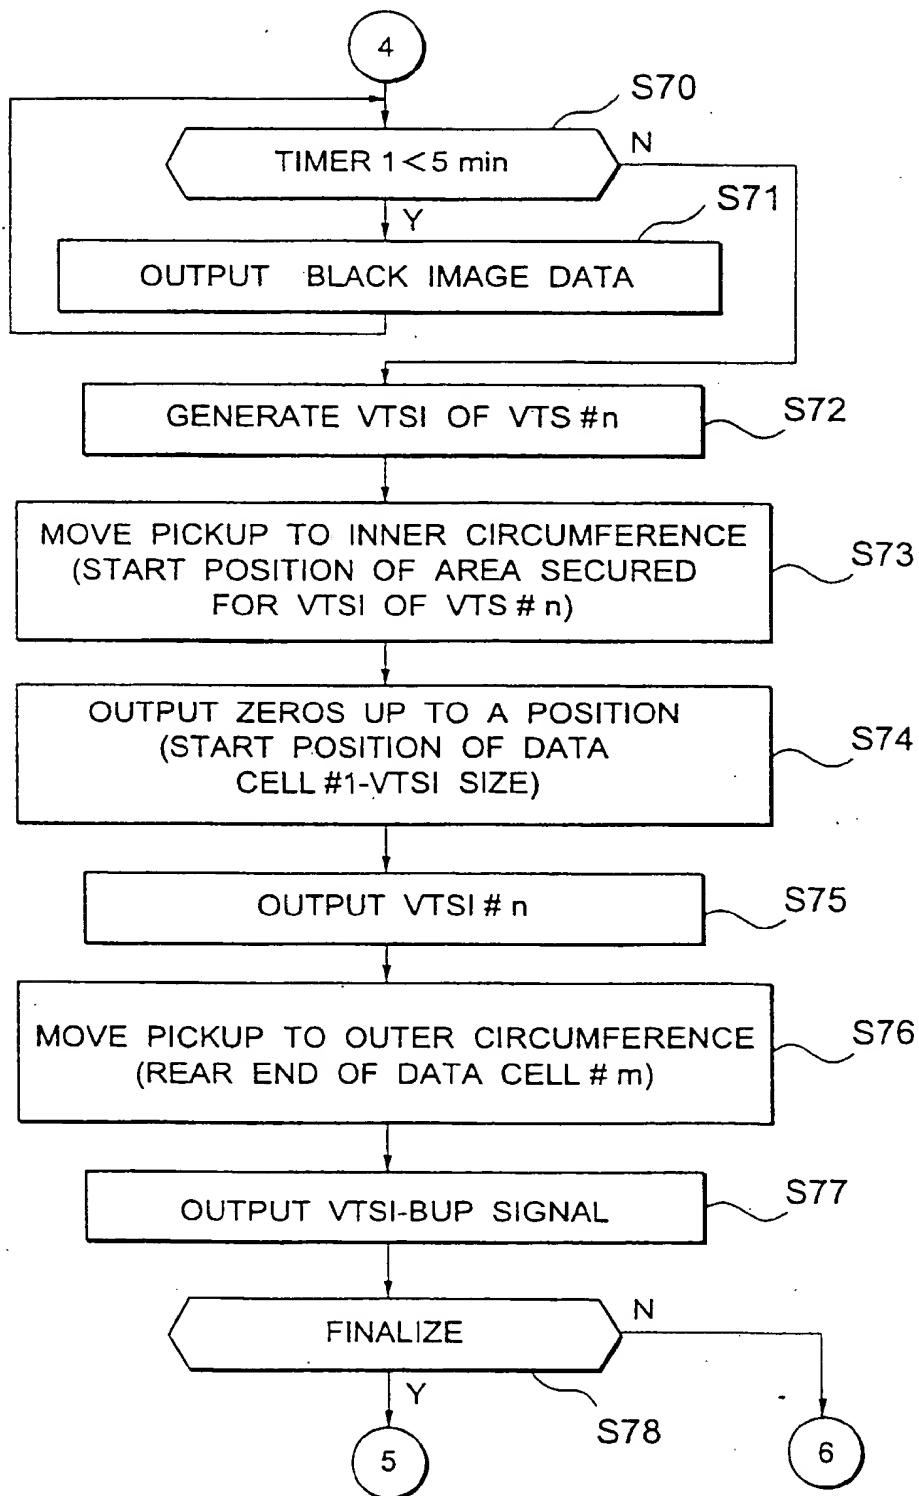 4
S70
TIMER 1<5 min
N
Y
S71
OUTPUT BLACK IMAGE DATA
GENERATE VTSI OF VTS #n
S72
MOVE PICKUP TO INNER CIRCUMFERENCE
(START POSITION OF AREA SECURED
FOR VTSI OF VTS # n)
S73
OUTPUT ZEROS UP TO A POSITION
(START POSITION OF DATA
CELL #1-VTSI SIZE)
S74
OUTPUT VTSI # n
S75
MOVE PICKUP TO OUTER CIRCUMFERENCE
(REAR END OF DATA CELL # m)
S76
OUTPUT VTSI-BUP SIGNAL
S77
FINALIZE
N
Y
S78
5
6